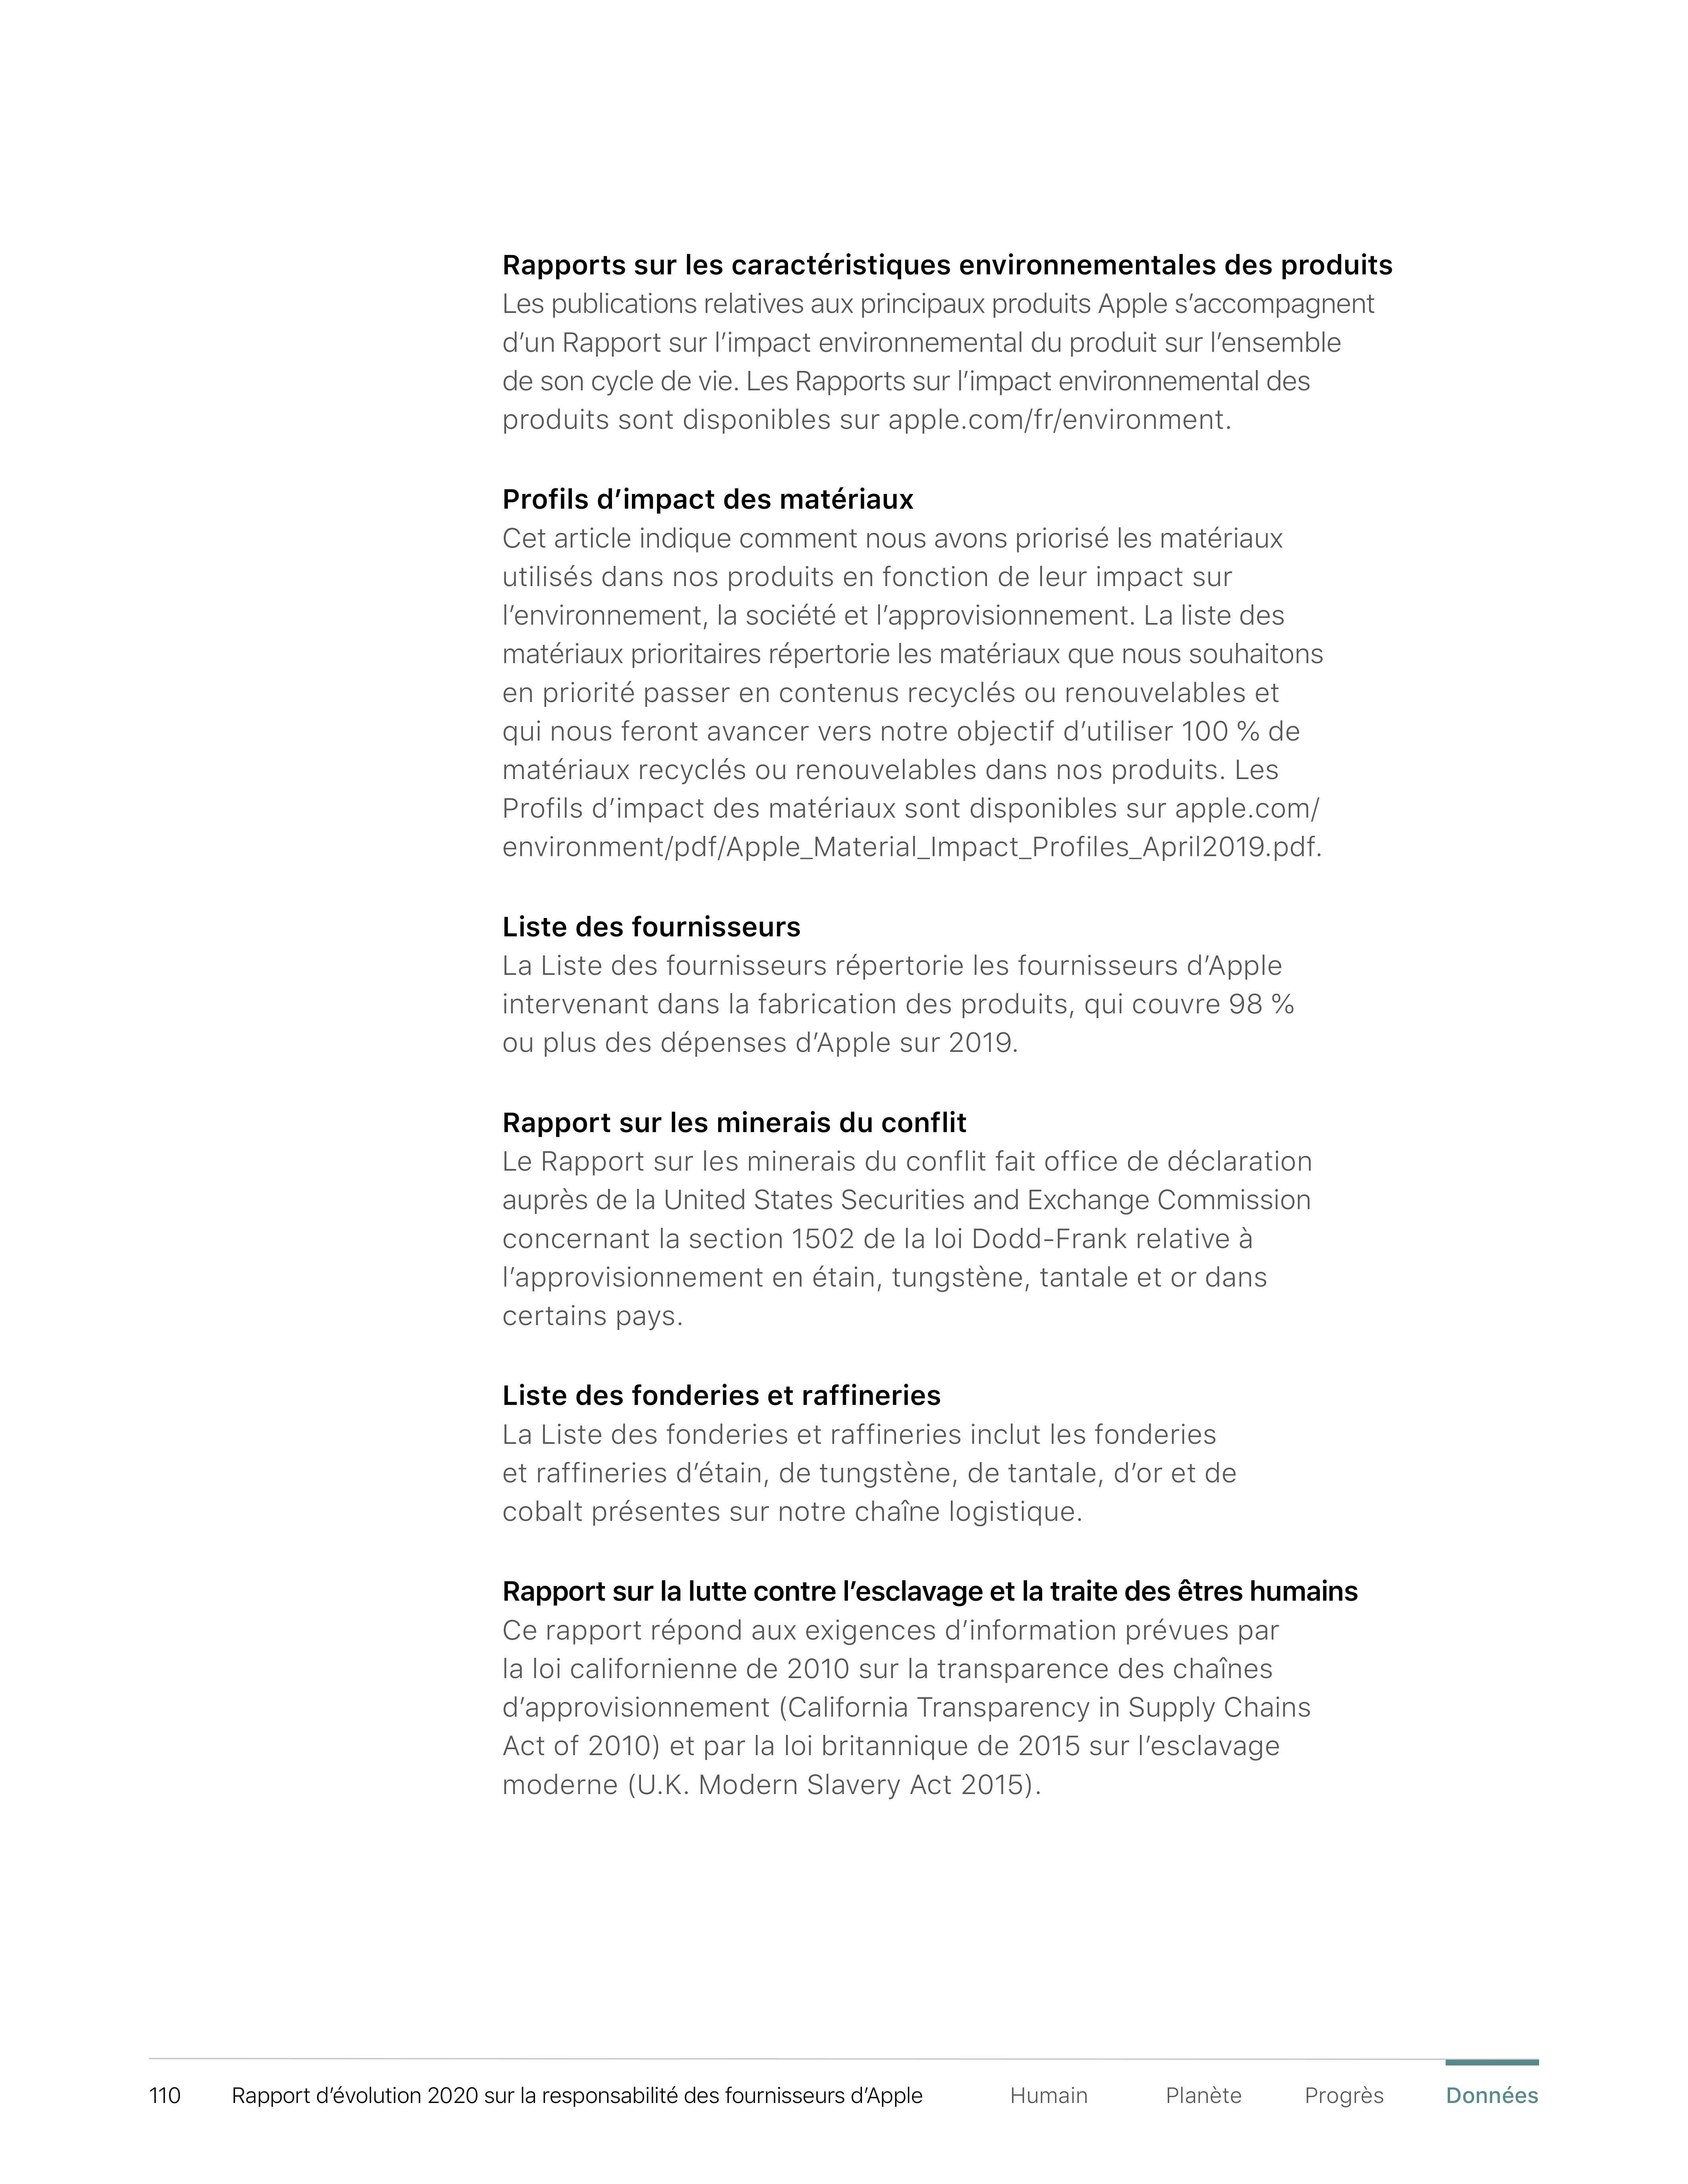 Rapports sur les caractéristiques environnementales des produits
Les publications relatives aux principaux produits Apple s’accompagnent
d’un Rapport sur l’impact environnemental du produit sur l’ensemble
de son cycle de vie. Les Rapports sur l’impact environnemental des
produits sont disponibles sur apple.com/fr/environment.
Profils d’impact des matériaux
Cet article indique comment nous avons priorisé les matériaux
utilisés dans nos produits en fonction de leur impact sur
l’environnement, la société et l’approvisionnement. La liste des
matériaux prioritaires répertorie les matériaux que nous souhaitons
en priorité passer en contenus recyclés ou renouvelables et
qui nous feront avancer vers notre objectif d’utiliser 100 % de
matériaux recyclés ou renouvelables dans nos produits. Les
Profils d’impact des matériaux sont disponibles sur apple.com/
environment/pdf/Apple_Material_Impact_Profiles_April2019.pdf.
Liste des fournisseurs
La Liste des fournisseurs répertorie les fournisseurs d’Apple
intervenant dans la fabrication des produits, qui couvre 98 %
ou plus des dépenses d’Apple sur 2019.
Rapport sur les minerais du conflit
Le Rapport sur les minerais du conflit fait office de déclaration
auprès de la United States Securities and Exchange Commission
concernant la section 1502 de la loi Dodd-Frank relative à
l’approvisionnement en étain, tungstène, tantale et or dans
certains pays.
Liste des fonderies et raffineries
La Liste des fonderies et raffineries inclut les fonderies
et raffineries d’étain, de tungstène, de tantale, d’or et de
cobalt présentes sur notre chaîne logistique.
Rapport sur la lutte contre l’esclavage et la traite des êtres humains
Ce rapport répond aux exigences d’information prévues par
la loi californienne de 2010 sur la transparence des chaînes
d’approvisionnement (California Transparency in Supply Chains
Act of 2010) et par la loi britannique de 2015 sur l’esclavage
moderne (U.K. Modern Slavery Act 2015).
110 Rapport d’évolution 2020 sur la responsabilité des fournisseurs d’Apple Humain Planète Progrès Données